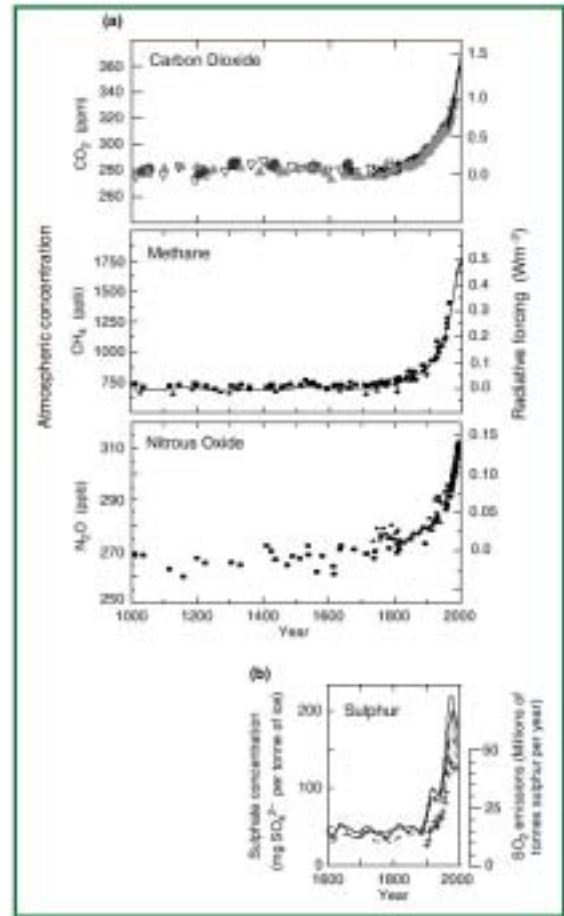 (a)
Carbon Dioxide
360
340
320
300
280
260
CO₂ (ppm)
1.5
1.0
0.5
0.0
Methane
1750
1500
1250
1000
750
CH₄ (ppb)
0.5
0.4
0.3
0.2
0.1
0.0
Nitrous Oxide
310
290
270
250
N₂O (ppb)
0.15
0.10
0.05
0.0
Atmospheric concentration
Radiative forcing (Wm⁻²)
1000 1200 1400 1600 1800 2000
Year
(b)
Sulphur
200
100
0
Sulphate concentration
(mg SO₄²⁻ per tonne of ice)
50
25
0
SO₂ emissions (Millions of
tonnes sulphur per year)
1600 1800 2000
Year